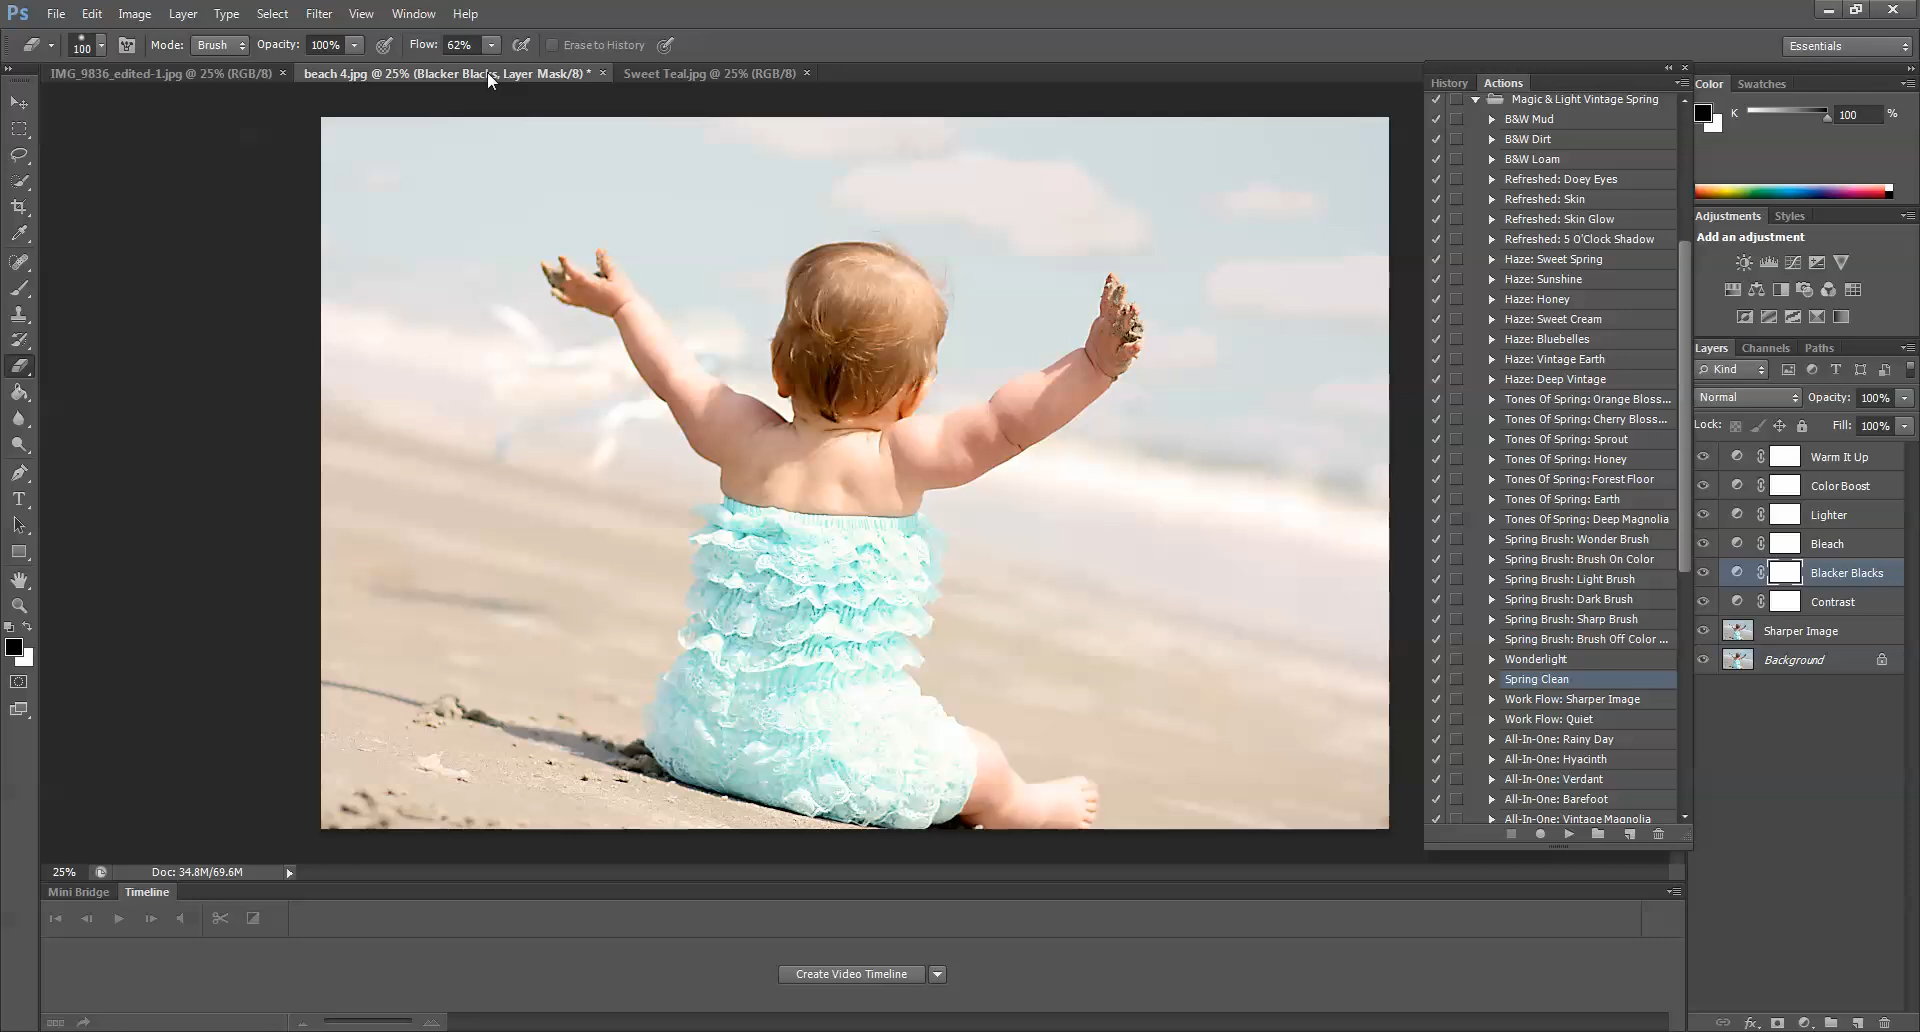 Ps File Edit Image Layer Type Select Filter View Window Help
100 Mode: Brush Opacity: 100% Flow: 62% Erase to History Essentials
IMG_9836_edited-1.jpg @ 25% (RGB/8) × beach 4.jpg @ 25% (Blacker Blacks, Layer Mask/8) * × Sweet Teal.jpg @ 25% (RGB/8) ×
History Actions
Magic & Light Vintage Spring
B&W Mud
B&W Dirt
B&W Loam
Refreshed: Doey Eyes
Refreshed: Skin
Refreshed: Skin Glow
Refreshed: 5 O'Clock Shadow
Haze: Sweet Spring
Haze: Sunshine
Haze: Honey
Haze: Sweet Cream
Haze: Bluebelles
Haze: Vintage Earth
Haze: Deep Vintage
Tones Of Spring: Orange Bloss...
Tones Of Spring: Cherry Bloss...
Tones Of Spring: Sprout
Tones Of Spring: Honey
Tones Of Spring: Forest Floor
Tones Of Spring: Earth
Tones Of Spring: Deep Magnolia
Spring Brush: Wonder Brush
Spring Brush: Brush On Color
Spring Brush: Light Brush
Spring Brush: Dark Brush
Spring Brush: Sharp Brush
Spring Brush: Brush Off Color ...
Wonderlight
Spring Clean
Work Flow: Sharper Image
Work Flow: Quiet
All-In-One: Rainy Day
All-In-One: Hyacinth
All-In-One: Verdant
All-In-One: Barefoot
All-In-One: Vintage Magnolia
Color Swatches
K 100 %
Adjustments Styles
Add an adjustment
Layers Channels Paths
Kind
Normal Opacity: 100%
Lock: Fill: 100%
Warm It Up
Color Boost
Lighter
Bleach
Blacker Blacks
Contrast
Sharper Image
Background
25% Doc: 34.8M/69.6M
Mini Bridge Timeline
Create Video Timeline